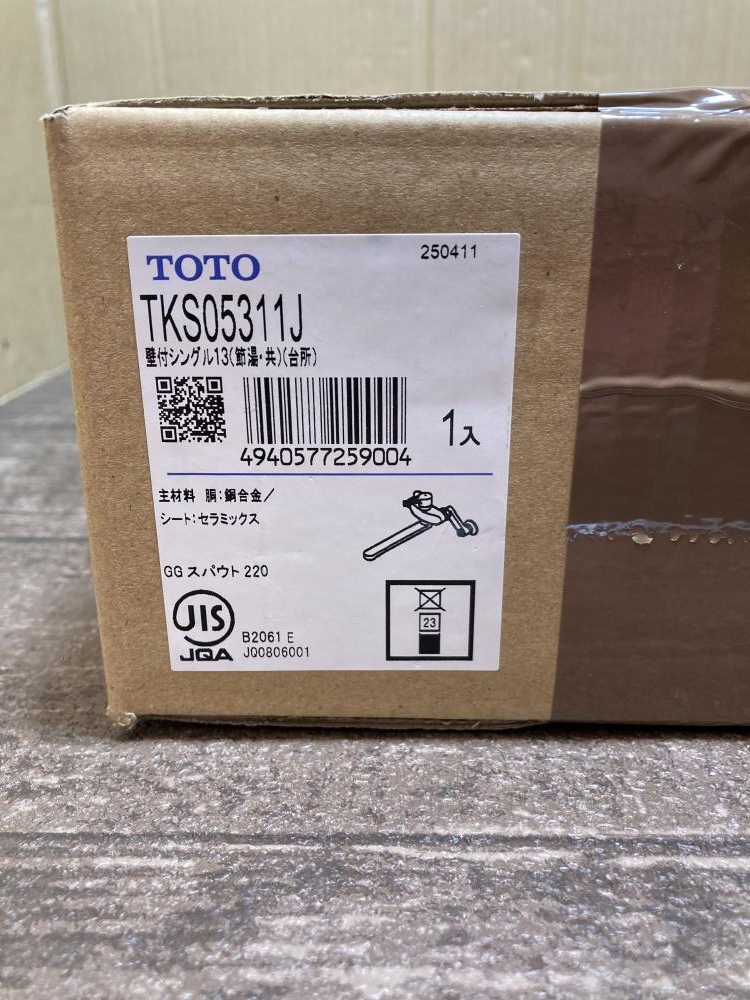 TOTO
250411
TKS05311J
壁付シングル13(節湯・共)(台所)
4940577259004
1入
主材料 胴:銅合金/
シート:セラミックス
GG スパウト 220
JIS
JQA
B2061 E
JQ0806001
23